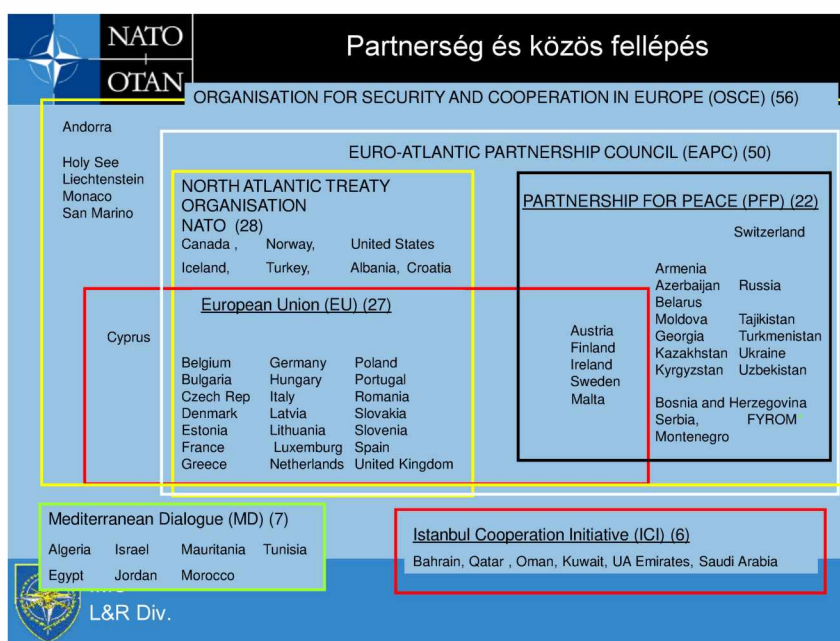 NATO
OTAN
Partnerség és közös fellépés
ORGANISATION FOR SECURITY AND COOPERATION IN EUROPE (OSCE) (56)
Andorra
Holy See
Liechtenstein
Monaco
San Marino
EURO-ATLANTIC PARTNERSHIP COUNCIL (EAPC) (50)
NORTH ATLANTIC TREATY
ORGANISATION
NATO (28)
Canada , Norway, United States
Iceland, Turkey, Albania, Croatia
PARTNERSHIP FOR PEACE (PFP) (22)
Switzerland
Armenia
Azerbaijan Russia
Belarus
Moldova Tajikistan
Georgia Turkmenistan
Kazakhstan Ukraine
Kyrgyzstan Uzbekistan
Bosnia and Herzegovina
Serbia, FYROM
Montenegro
European Union (EU) (27)
Cyprus
Belgium Germany Poland
Bulgaria Hungary Portugal
Czech Rep Italy Romania
Denmark Latvia Slovakia
Estonia Lithuania Slovenia
France Luxemburg Spain
Greece Netherlands United Kingdom
Austria
Finland
Ireland
Sweden
Malta
Mediterranean Dialogue (MD) (7)
Algeria Israel Mauritania Tunisia
Egypt Jordan Morocco
Istanbul Cooperation Initiative (ICI) (6)
Bahrain, Qatar , Oman, Kuwait, UA Emirates, Saudi Arabia
L&R Div.